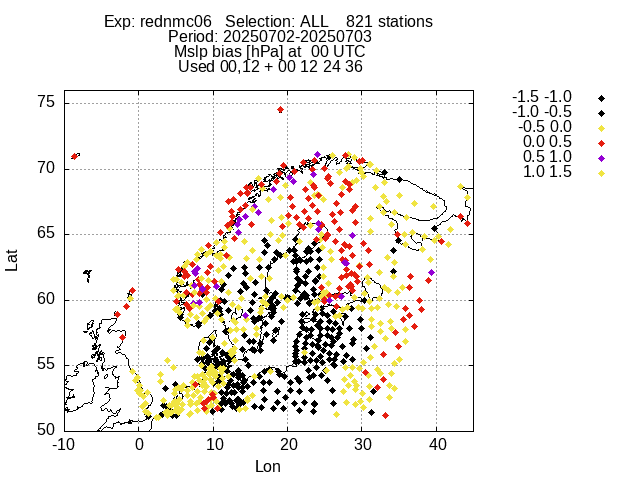 Exp: rednmc06   Selection: ALL    821 stations
Period: 20250702-20250703
Mslp bias [hPa] at  00 UTC
Used 00,12 + 00 12 24 36
-1.5 -1.0
-1.0 -0.5
-0.5 0.0
0.0 0.5
0.5 1.0
1.0 1.5
75
70
65
60
55
50
Lat
-10 0 10 20 30 40
Lon